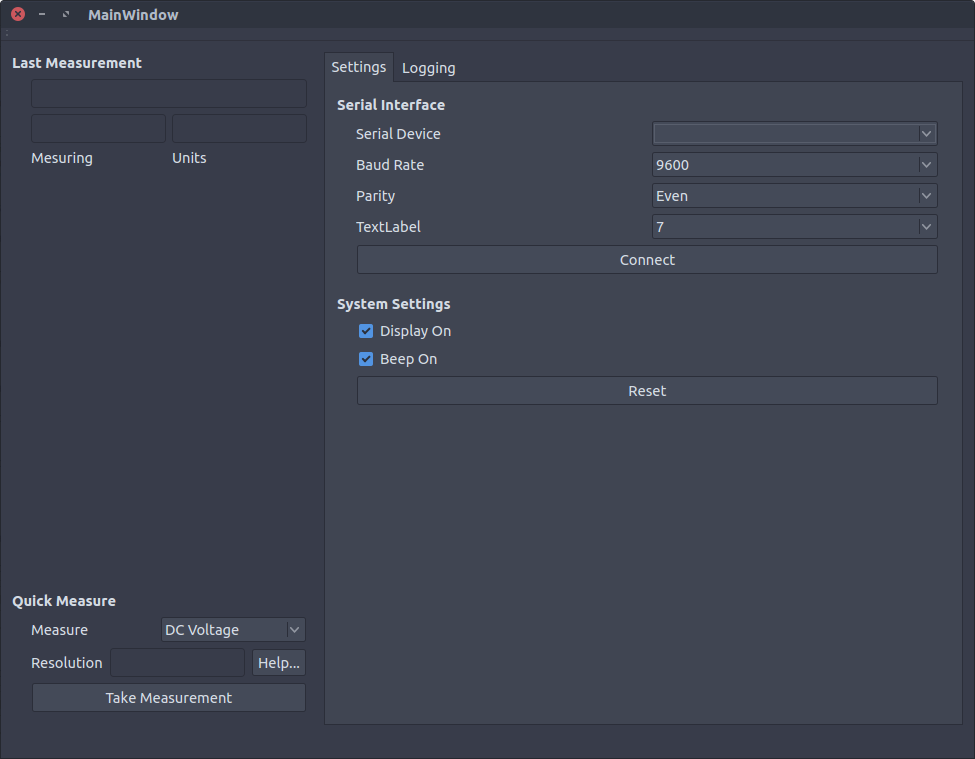 MainWindow
Last Measurement
Mesuring Units
Settings Logging
Serial Interface
Serial Device
Baud Rate 9600
Parity Even
TextLabel 7
Connect
System Settings
Display On
Beep On
Reset
Quick Measure
Measure DC Voltage
Resolution Help...
Take Measurement